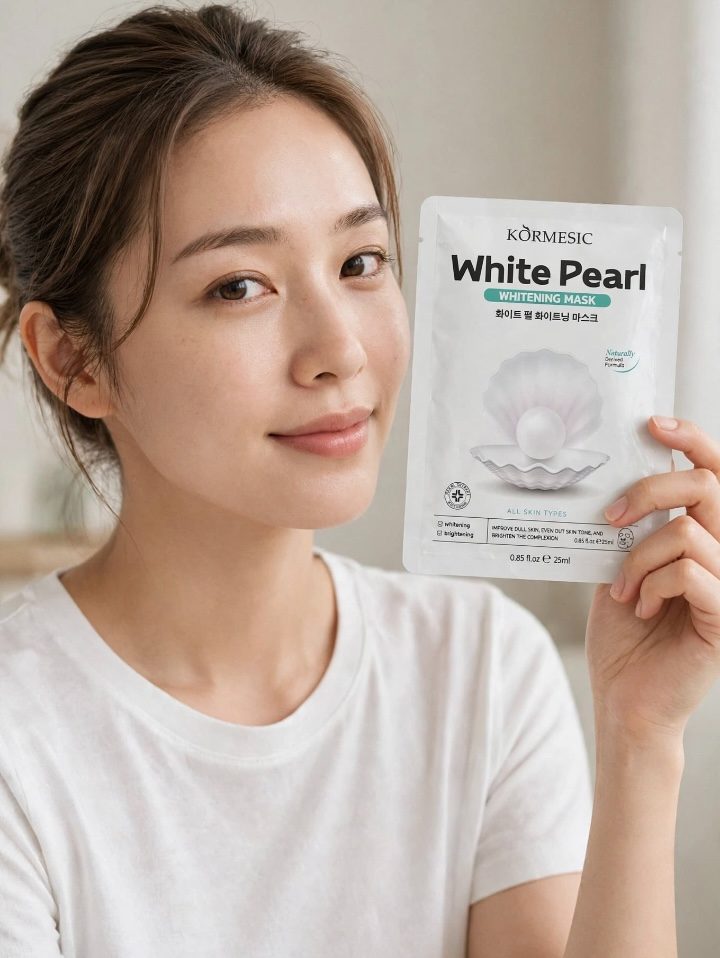 KÒRMESIC
White Pearl
WHITENING MASK
화이트 펄 화이트닝 마스크
Naturally
Derived
Formula
ALL SKIN TYPES
whitening
brightening
IMPROVE DULL SKIN, EVEN OUT SKIN TONE, AND
BRIGHTEN THE COMPLEXION
0.85 fl.oz ℮25ml
0.85 fl.oz ℮ 25ml